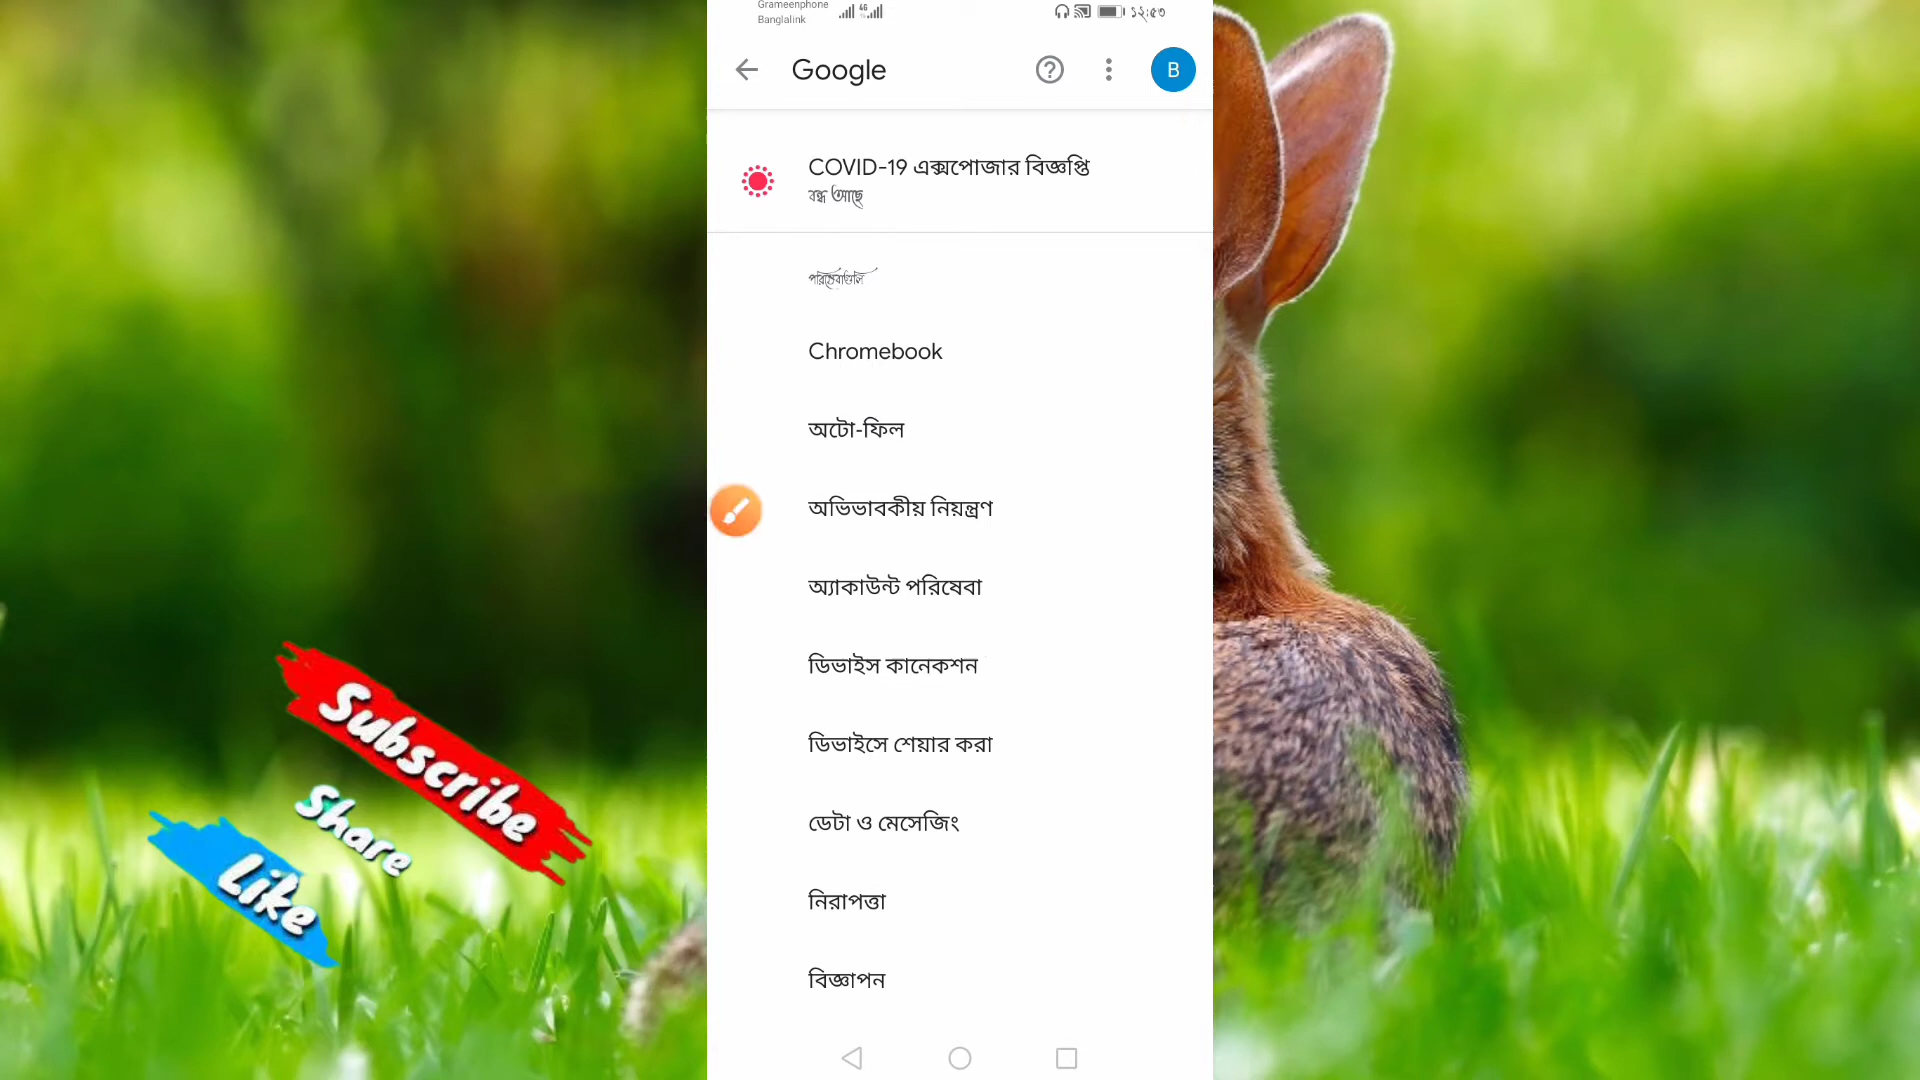 Grameenphone
Banglalink
4G
১২:৫৩
Google
B
COVID-19 এক্সপোজার বিজ্ঞপ্তি
বন্ধ আছে
পরিষেবাগুলি
Chromebook
অটো-ফিল
অভিভাবকীয় নিয়ন্ত্রণ
অ্যাকাউন্ট পরিষেবা
ডিভাইস কানেকশন
ডিভাইসে শেয়ার করা
ডেটা ও মেসেজিং
নিরাপত্তা
বিজ্ঞাপন
Subscribe
Share
Like